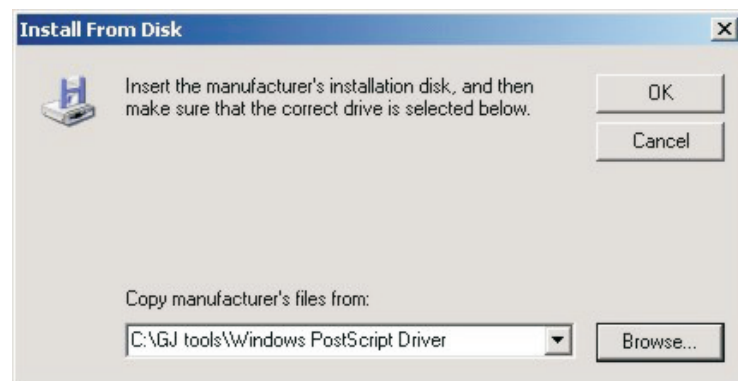 Install From Disk
Insert the manufacturer's installation disk, and then
make sure that the correct drive is selected below.
OK
Cancel
Copy manufacturer's files from:
C:\GJ tools\Windows PostScript Driver
Browse...